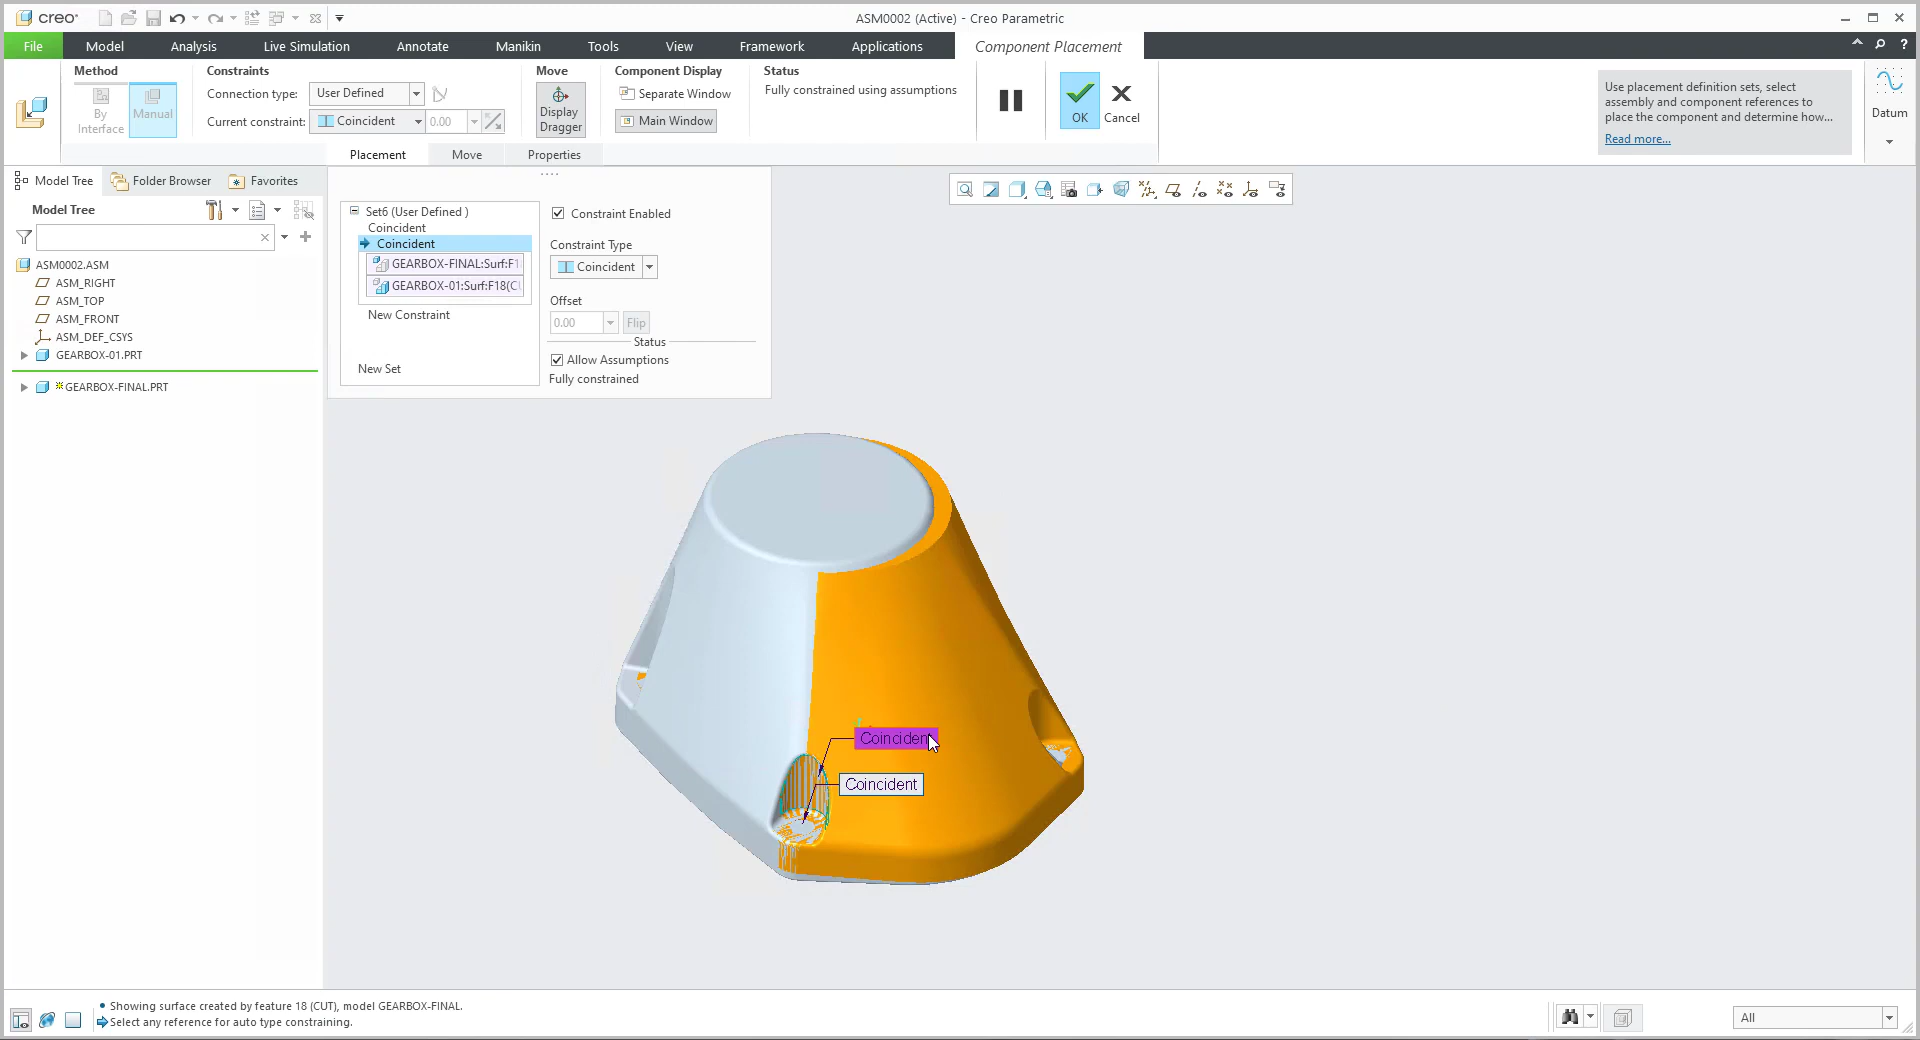 creo
ASM0002 (Active) - Creo Parametric
File
Model
Analysis
Live Simulation
Annotate
Manikin
Tools
View
Framework
Applications
Component Placement
Method
By Interface
Manual
Constraints
Connection type: User Defined
Current constraint: Coincident 0.00
Move
Display Dragger
Component Display
Separate Window
Main Window
Status
Fully constrained using assumptions
OK
Cancel
Use placement definition sets, select
assembly and component references to
place the component and determine how...
Read more...
Datum
Placement
Move
Properties
Model Tree
Folder Browser
Favorites
Model Tree
ASM0002.ASM
ASM_RIGHT
ASM_TOP
ASM_FRONT
ASM_DEF_CSYS
GEARBOX-01.PRT
GEARBOX-FINAL.PRT
Set6 (User Defined )
Coincident
Coincident
GEARBOX-FINAL:Surf:F1
GEARBOX-01:Surf:F18(CU
New Constraint
New Set
Constraint Enabled
Constraint Type
Coincident
Offset
0.00 Flip
Status
Allow Assumptions
Fully constrained
Coincident
Coincident
Showing surface created by feature 18 (CUT), model GEARBOX-FINAL.
Select any reference for auto type constraining.
All